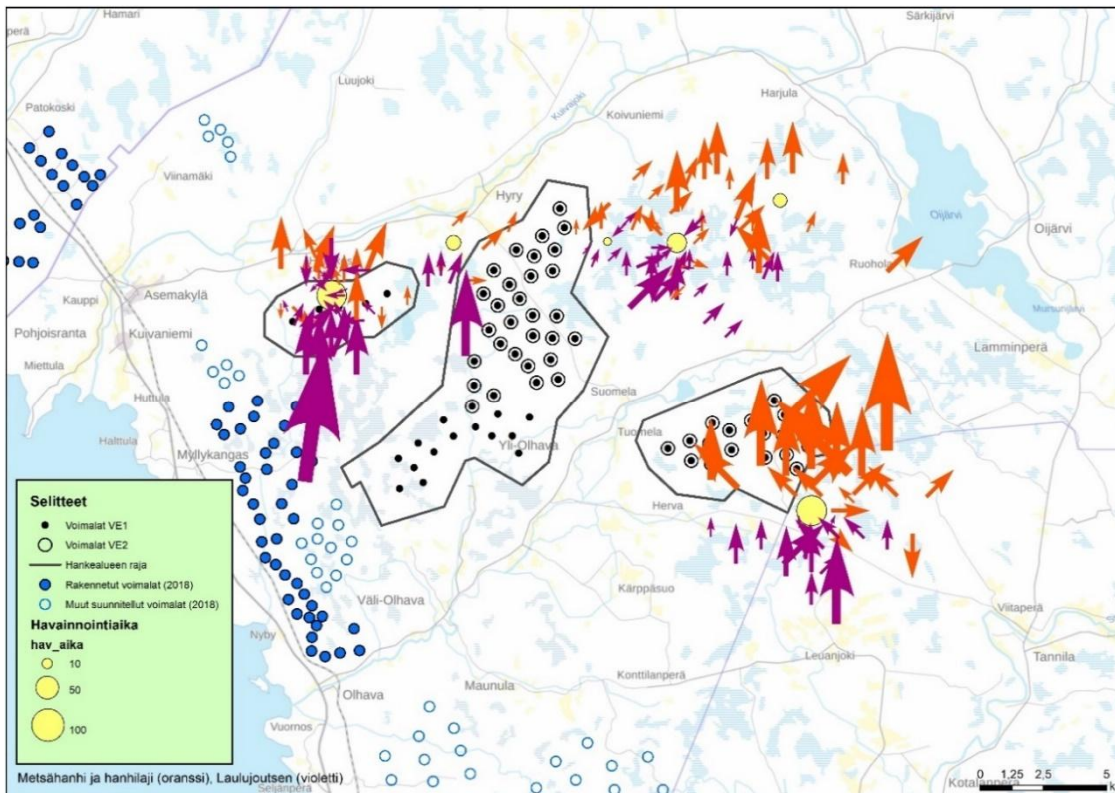 Hamari
Särkijärvi
perä
Luujoki
Harjula
Patokoski
Kuivajoki
Koivuniemi
Viinamäki
Hyry
Oijärvi
Oijärvi
Ruohola
Kauppi
Asemakylä
Pohjoisranta
Kuivaniemi
Mursunjärvi
Miettula
Lamminperä
Huttula
Suomela
Halttula
Tuomela
Yli-Olhava
Myllykangas
Herva
Selitteet
Voimalat VE1
Voimalat VE2
Hankealueen raja
Rakennetut voimalat (2018)
Muut suunnitellut voimalat (2018)
Havainnointiaika
hav_aika
10
50
100
Kärppäsuo
Väli-Olhava
Viitaperä
Nyby
Leuanjoki
Tannila
Konttilanperä
Maunula
Olhava
Vuornos
Metsähanhi ja hanhilaji (oranssi), Laulujoutsen (violetti)
Seljänperä
Kotalanperä
0 1,25 2,5 5